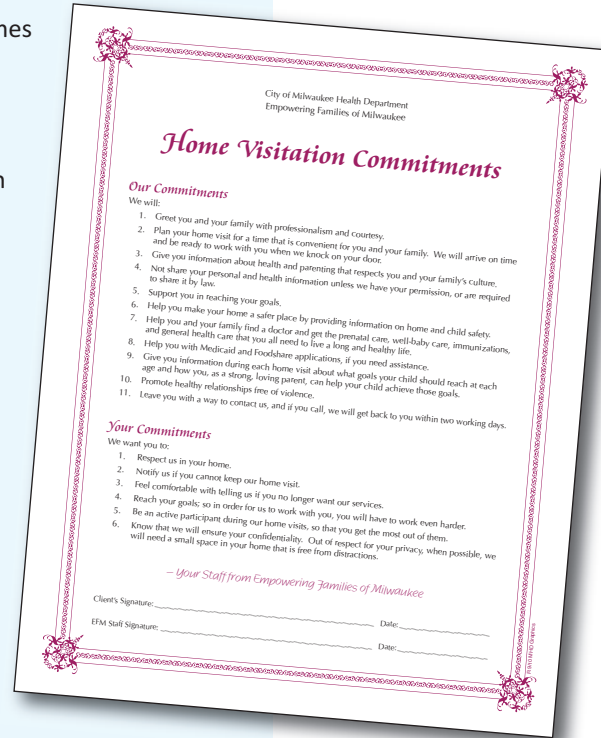 nes
n
City of Milwaukee Health Department
Empowering Families of Milwaukee
Home Visitation Commitments
Our Commitments
We will:
1. Greet you and your family with professionalism and courtesy.
2. Plan your home visit for a time that is convenient for you and your family. We will arrive on time
and be ready to work with you when we knock on your door.
3. Give you information about health and parenting that respects you and your family's culture.
4. Not share your personal and health information unless we have your permission, or are required
to share it by law.
5. Support you in reaching your goals.
6. Help you make your home a safer place by providing information on home and child safety.
7. Help you and your family find a doctor and get the prenatal care, well-baby care, immunizations,
and general health care that you all need to live a long and healthy life.
8. Help you with Medicaid and Foodshare applications, if you need assistance.
9. Give you information during each home visit about what goals your child should reach at each
age and how you, as a strong, loving parent, can help your child achieve those goals.
10. Promote healthy relationships free of violence.
11. Leave you with a way to contact us, and if you call, we will get back to you within two working days.
Your Commitments
We want you to:
1. Respect us in your home.
2. Notify us if you cannot keep our home visit.
3. Feel comfortable with telling us if you no longer want our services.
4. Reach your goals; so in order for us to work with you, you will have to work even harder.
5. Be an active participant during our home visits, so that you get the most out of them.
6. Know that we will ensure your confidentiality. Out of respect for your privacy, when possible, we
will need a small space in your home that is free from distractions.
– Your Staff from Empowering Families of Milwaukee
Client's Signature: Date:
EFM Staff Signature: Date: